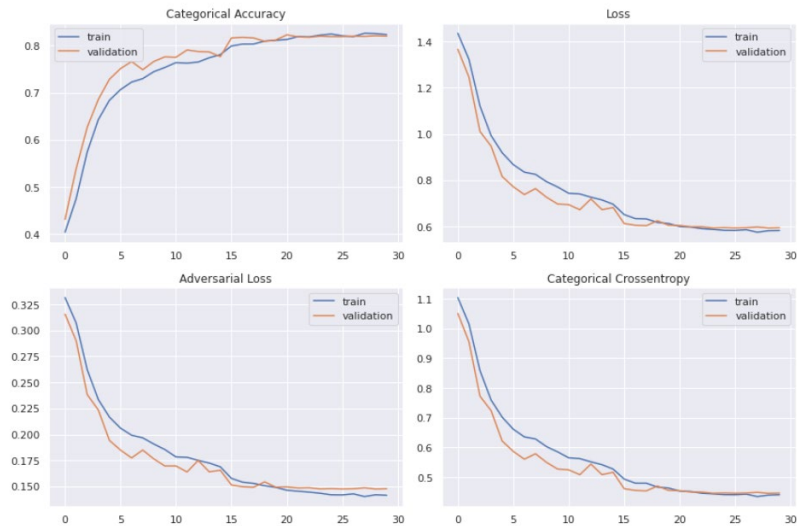 Categorical Accuracy
train
validation
0.8
0.7
0.6
0.5
0.4
0 5 10 15 20 25 30
Loss
train
validation
1.4
1.2
1.0
0.8
0.6
0 5 10 15 20 25 30
Adversarial Loss
train
validation
0.325
0.300
0.275
0.250
0.225
0.200
0.175
0.150
0 5 10 15 20 25 30
Categorical Crossentropy
train
validation
1.1
1.0
0.9
0.8
0.7
0.6
0.5
0 5 10 15 20 25 30